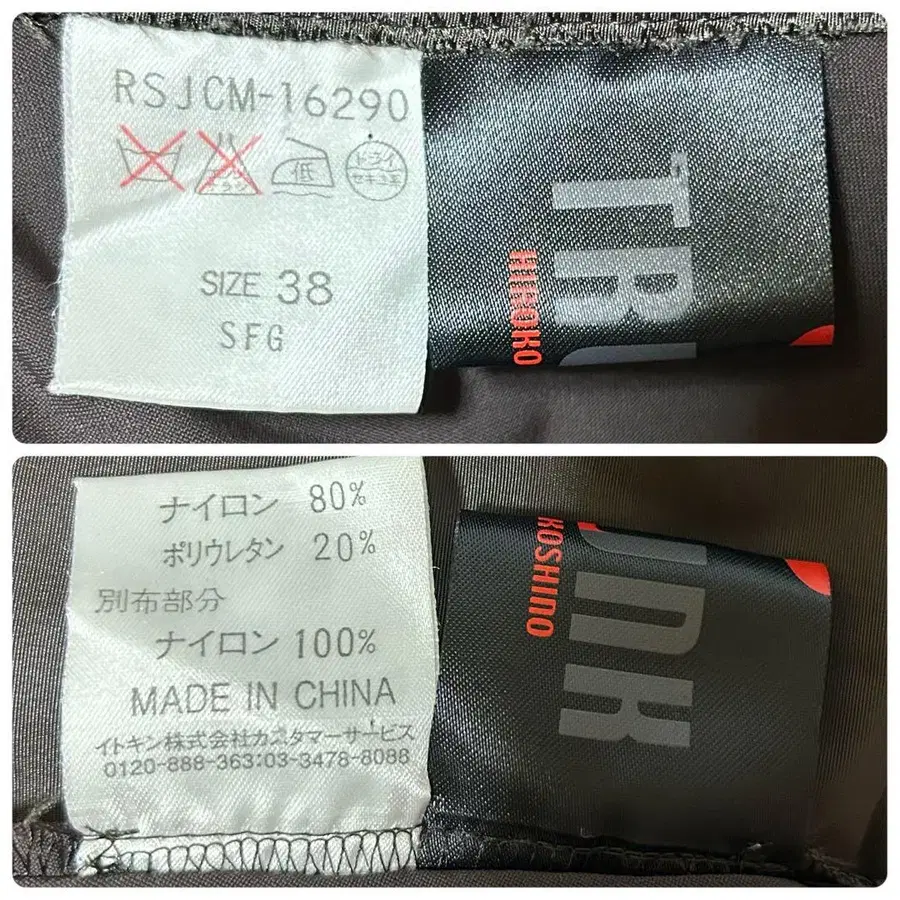 RSJCM-16290
低 ドライ
セキユ系
SIZE 38
SFG
TRU
HIROKO
ナイロン 80%
ポリウレタン 20%
別布部分
ナイロン 100%
MADE IN CHINA
イトキン株式会社カスタマーサービス
0120-888-363:03-3478-8088
UNK
KOSHINO